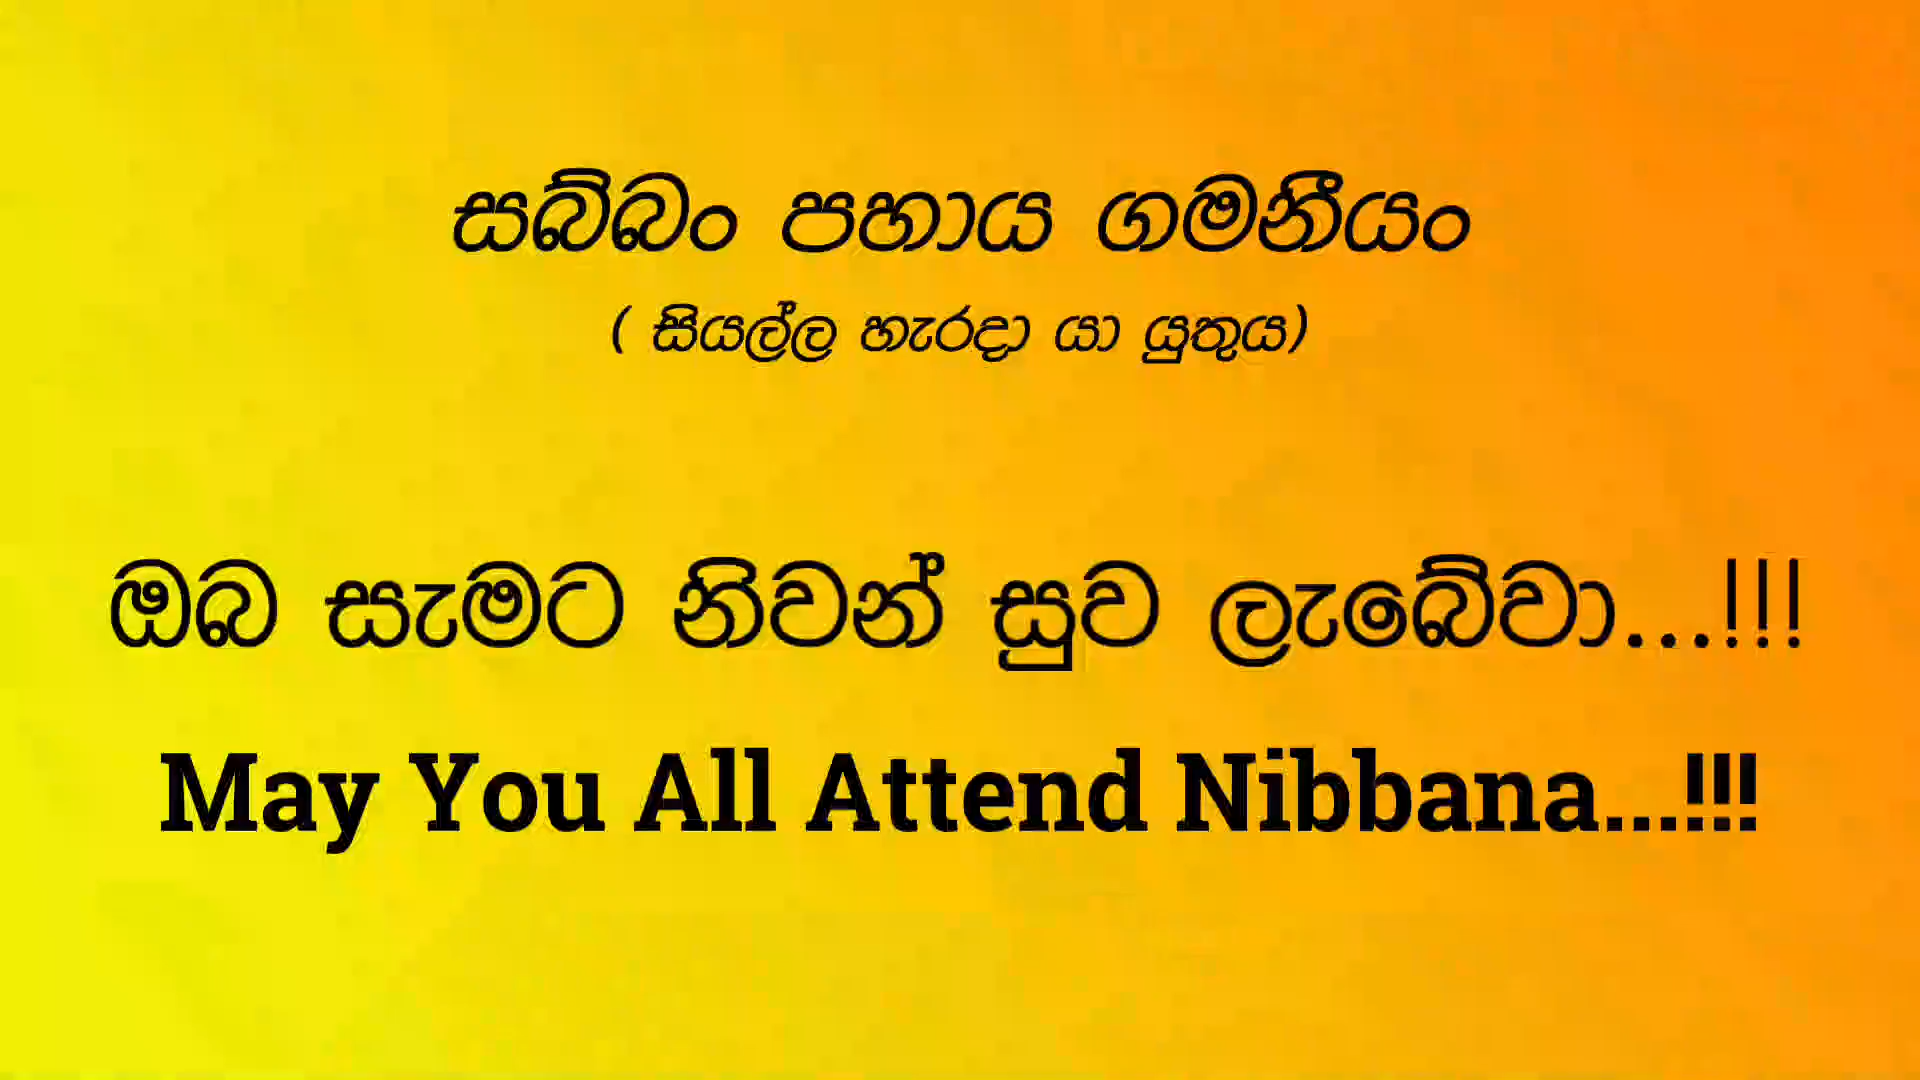 සබ්බං පහාය ගමනීයං
( සියල්ල හැරදා යා යුතුය)
ඔබ සැමට නිවන් සුව ලැබේවා...!!!
May You All Attend Nibbana...!!!